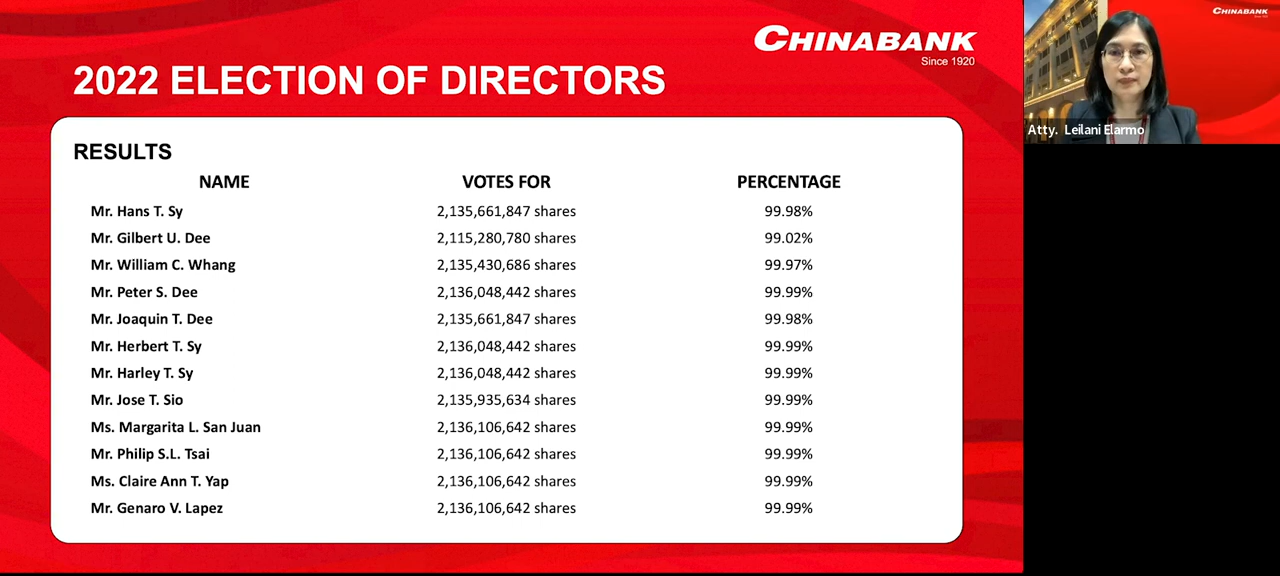 CHINABANK
Since 1920
2022 ELECTION OF DIRECTORS
RESULTS
NAME VOTES FOR PERCENTAGE
Mr. Hans T. Sy 2,135,661,847 shares 99.98%
Mr. Gilbert U. Dee 2,115,280,780 shares 99.02%
Mr. William C. Whang 2,135,430,686 shares 99.97%
Mr. Peter S. Dee 2,136,048,442 shares 99.99%
Mr. Joaquin T. Dee 2,135,661,847 shares 99.98%
Mr. Herbert T. Sy 2,136,048,442 shares 99.99%
Mr. Harley T. Sy 2,136,048,442 shares 99.99%
Mr. Jose T. Sio 2,135,935,634 shares 99.99%
Ms. Margarita L. San Juan 2,136,106,642 shares 99.99%
Mr. Philip S.L. Tsai 2,136,106,642 shares 99.99%
Ms. Claire Ann T. Yap 2,136,106,642 shares 99.99%
Mr. Genaro V. Lapez 2,136,106,642 shares 99.99%
CHINABANK
Atty. Leilani Elarmo